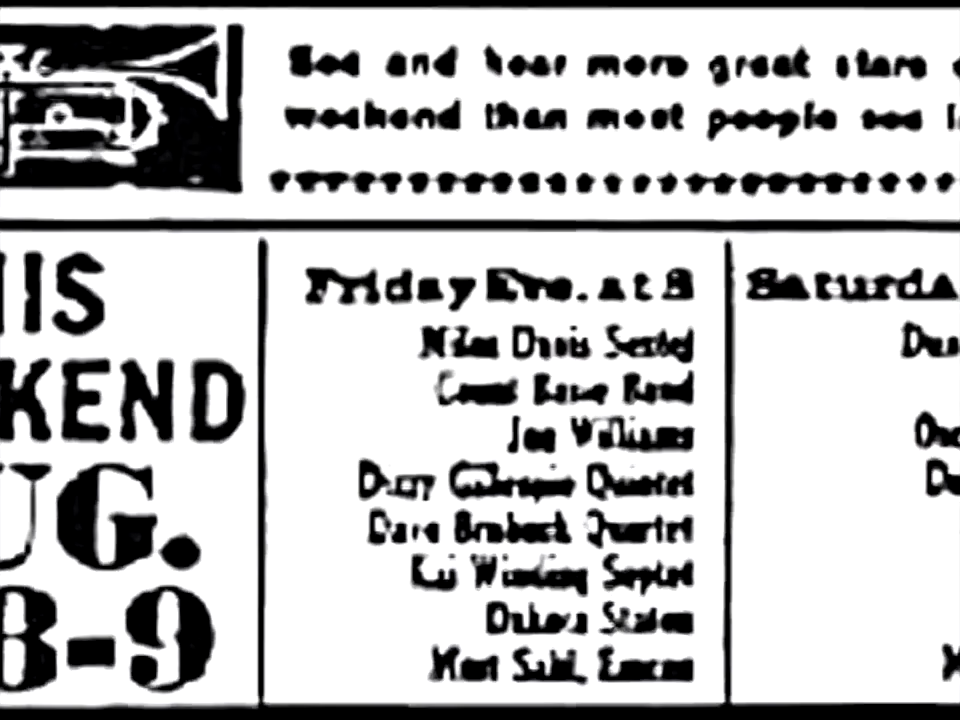 See and hear more great stars
weekend than most people see
HIS
KEND
UG.
8-9
Friday Eve. at 8
Miles Davis Sextet
Count Basie Band
Joe Williams
Dizzy Gillespie Quintet
Dave Brubeck Quartet
Kai Winding Septet
Dakota Staton
Mort Sahl, Emcee
Saturda